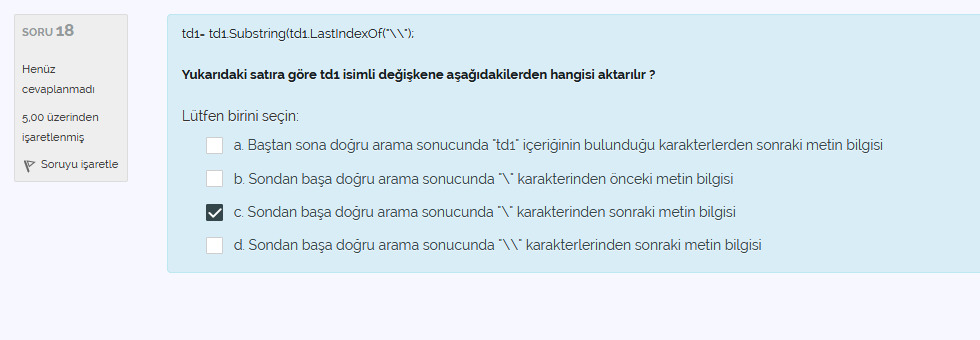 SORU 18
Henüz
cevaplanmadı
5,00 üzerinden
işaretlenmiş
Soruyu işaretle
td1= td1.Substring(td1.LastIndexOf("\\");
Yukarıdaki satıra göre td1 isimli değişkene aşağıdakilerden hangisi aktarılır ?
Lütfen birini seçin:
a. Baştan sona doğru arama sonucunda "td1" içeriğinin bulunduğu karakterlerden sonraki metin bilgisi
b. Sondan başa doğru arama sonucunda "\" karakterinden önceki metin bilgisi
c. Sondan başa doğru arama sonucunda "\" karakterinden sonraki metin bilgisi
d. Sondan başa doğru arama sonucunda "\\" karakterlerinden sonraki metin bilgisi